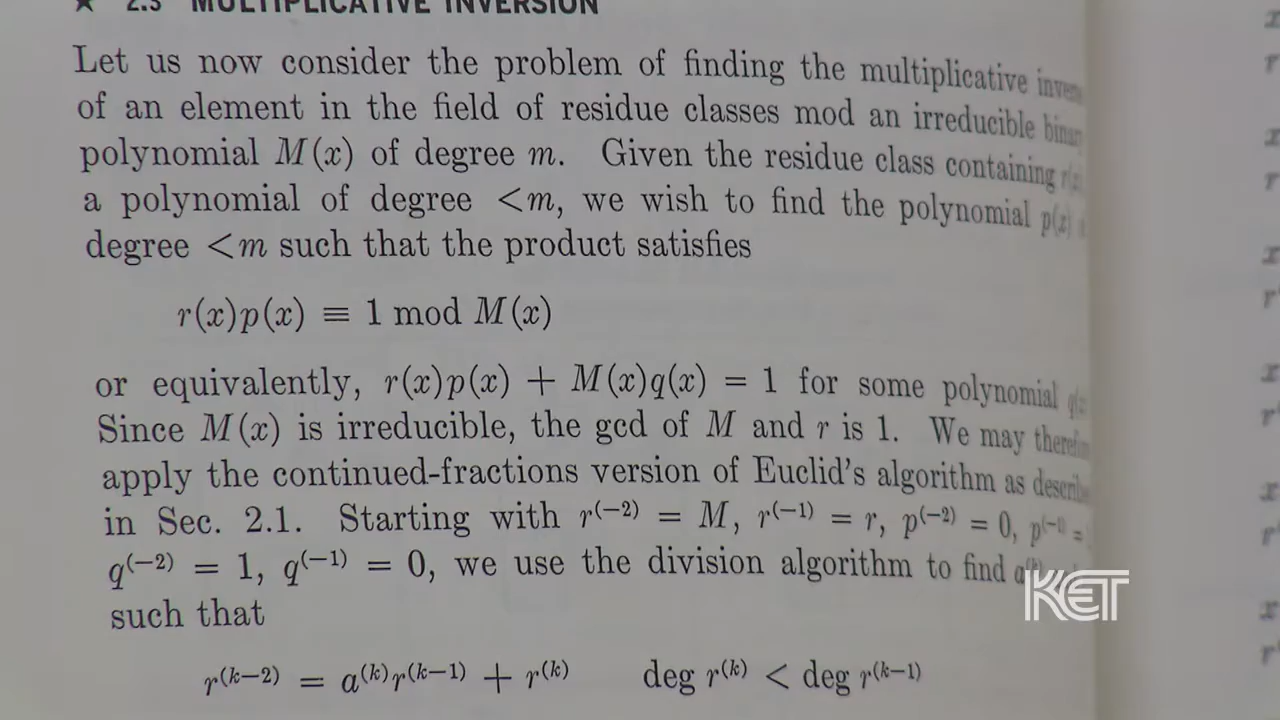 ★ 2.3 MULTIPLICATIVE INVERSION
Let us now consider the problem of finding the multiplicative
of an element in the field of residue classes mod an irreducible
polynomial M(x) of degree m. Given the residue class containing
a polynomial of degree <m, we wish to find the polynomial p(x)
degree <m such that the product satisfies
r(x)p(x) ≡ 1 mod M(x)
or equivalently, r(x)p(x) + M(x)q(x) = 1 for some polynomial
Since M(x) is irreducible, the gcd of M and r is 1. We may
apply the continued-fractions version of Euclid's algorithm as
in Sec. 2.1. Starting with r^(−2) = M, r^(−1) = r, p^(−2) = 0, p^(−1) =
q^(−2) = 1, q^(−1) = 0, we use the division algorithm to find
such that
r^(k−2) = a^(k)r^(k−1) + r^(k) deg r^(k) < deg r^(k−1)
KET